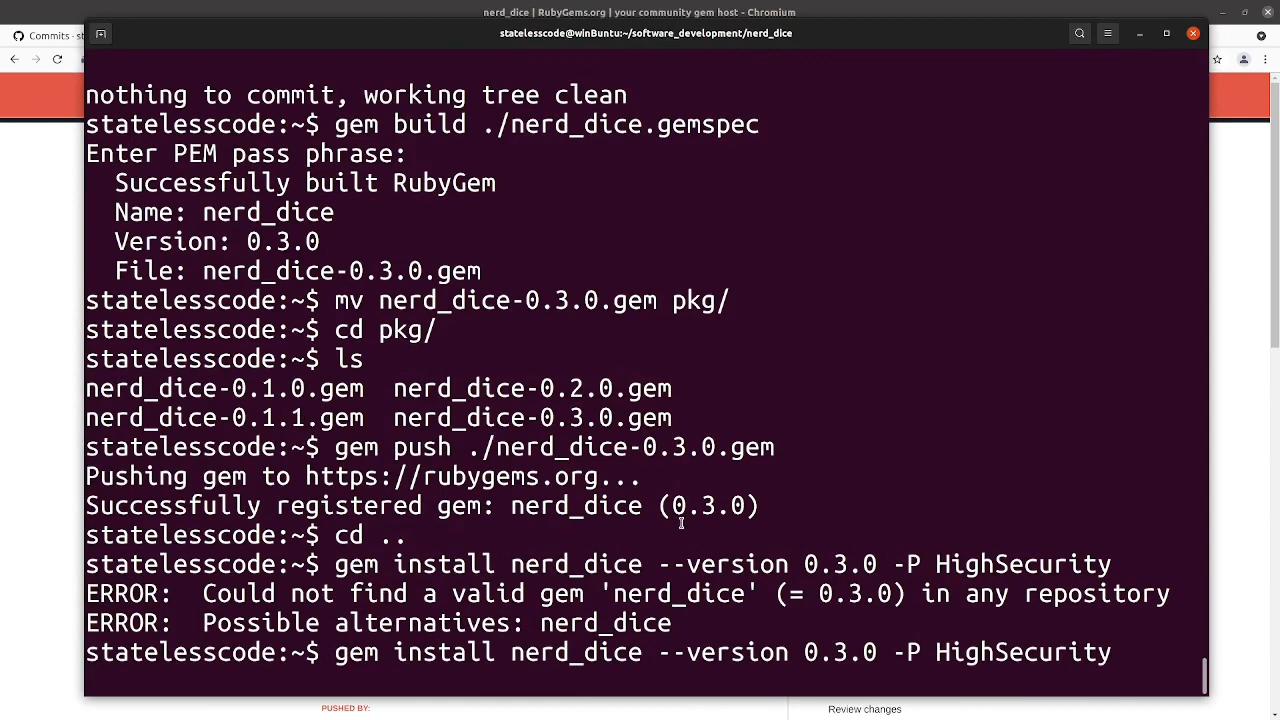 nerd_dice | RubyGems.org | your community gem host - Chromium
Commits · st
statelesscode@winBuntu:~/software_development/nerd_dice
nothing to commit, working tree clean
statelesscode:~$ gem build ./nerd_dice.gemspec
Enter PEM pass phrase:
  Successfully built RubyGem
  Name: nerd_dice
  Version: 0.3.0
  File: nerd_dice-0.3.0.gem
statelesscode:~$ mv nerd_dice-0.3.0.gem pkg/
statelesscode:~$ cd pkg/
statelesscode:~$ ls
nerd_dice-0.1.0.gem  nerd_dice-0.2.0.gem
nerd_dice-0.1.1.gem  nerd_dice-0.3.0.gem
statelesscode:~$ gem push ./nerd_dice-0.3.0.gem
Pushing gem to https://rubygems.org...
Successfully registered gem: nerd_dice (0.3.0)
statelesscode:~$ cd ..
statelesscode:~$ gem install nerd_dice --version 0.3.0 -P HighSecurity
ERROR:  Could not find a valid gem 'nerd_dice' (= 0.3.0) in any repository
ERROR:  Possible alternatives: nerd_dice
statelesscode:~$ gem install nerd_dice --version 0.3.0 -P HighSecurity
PUSHED BY:
Review changes